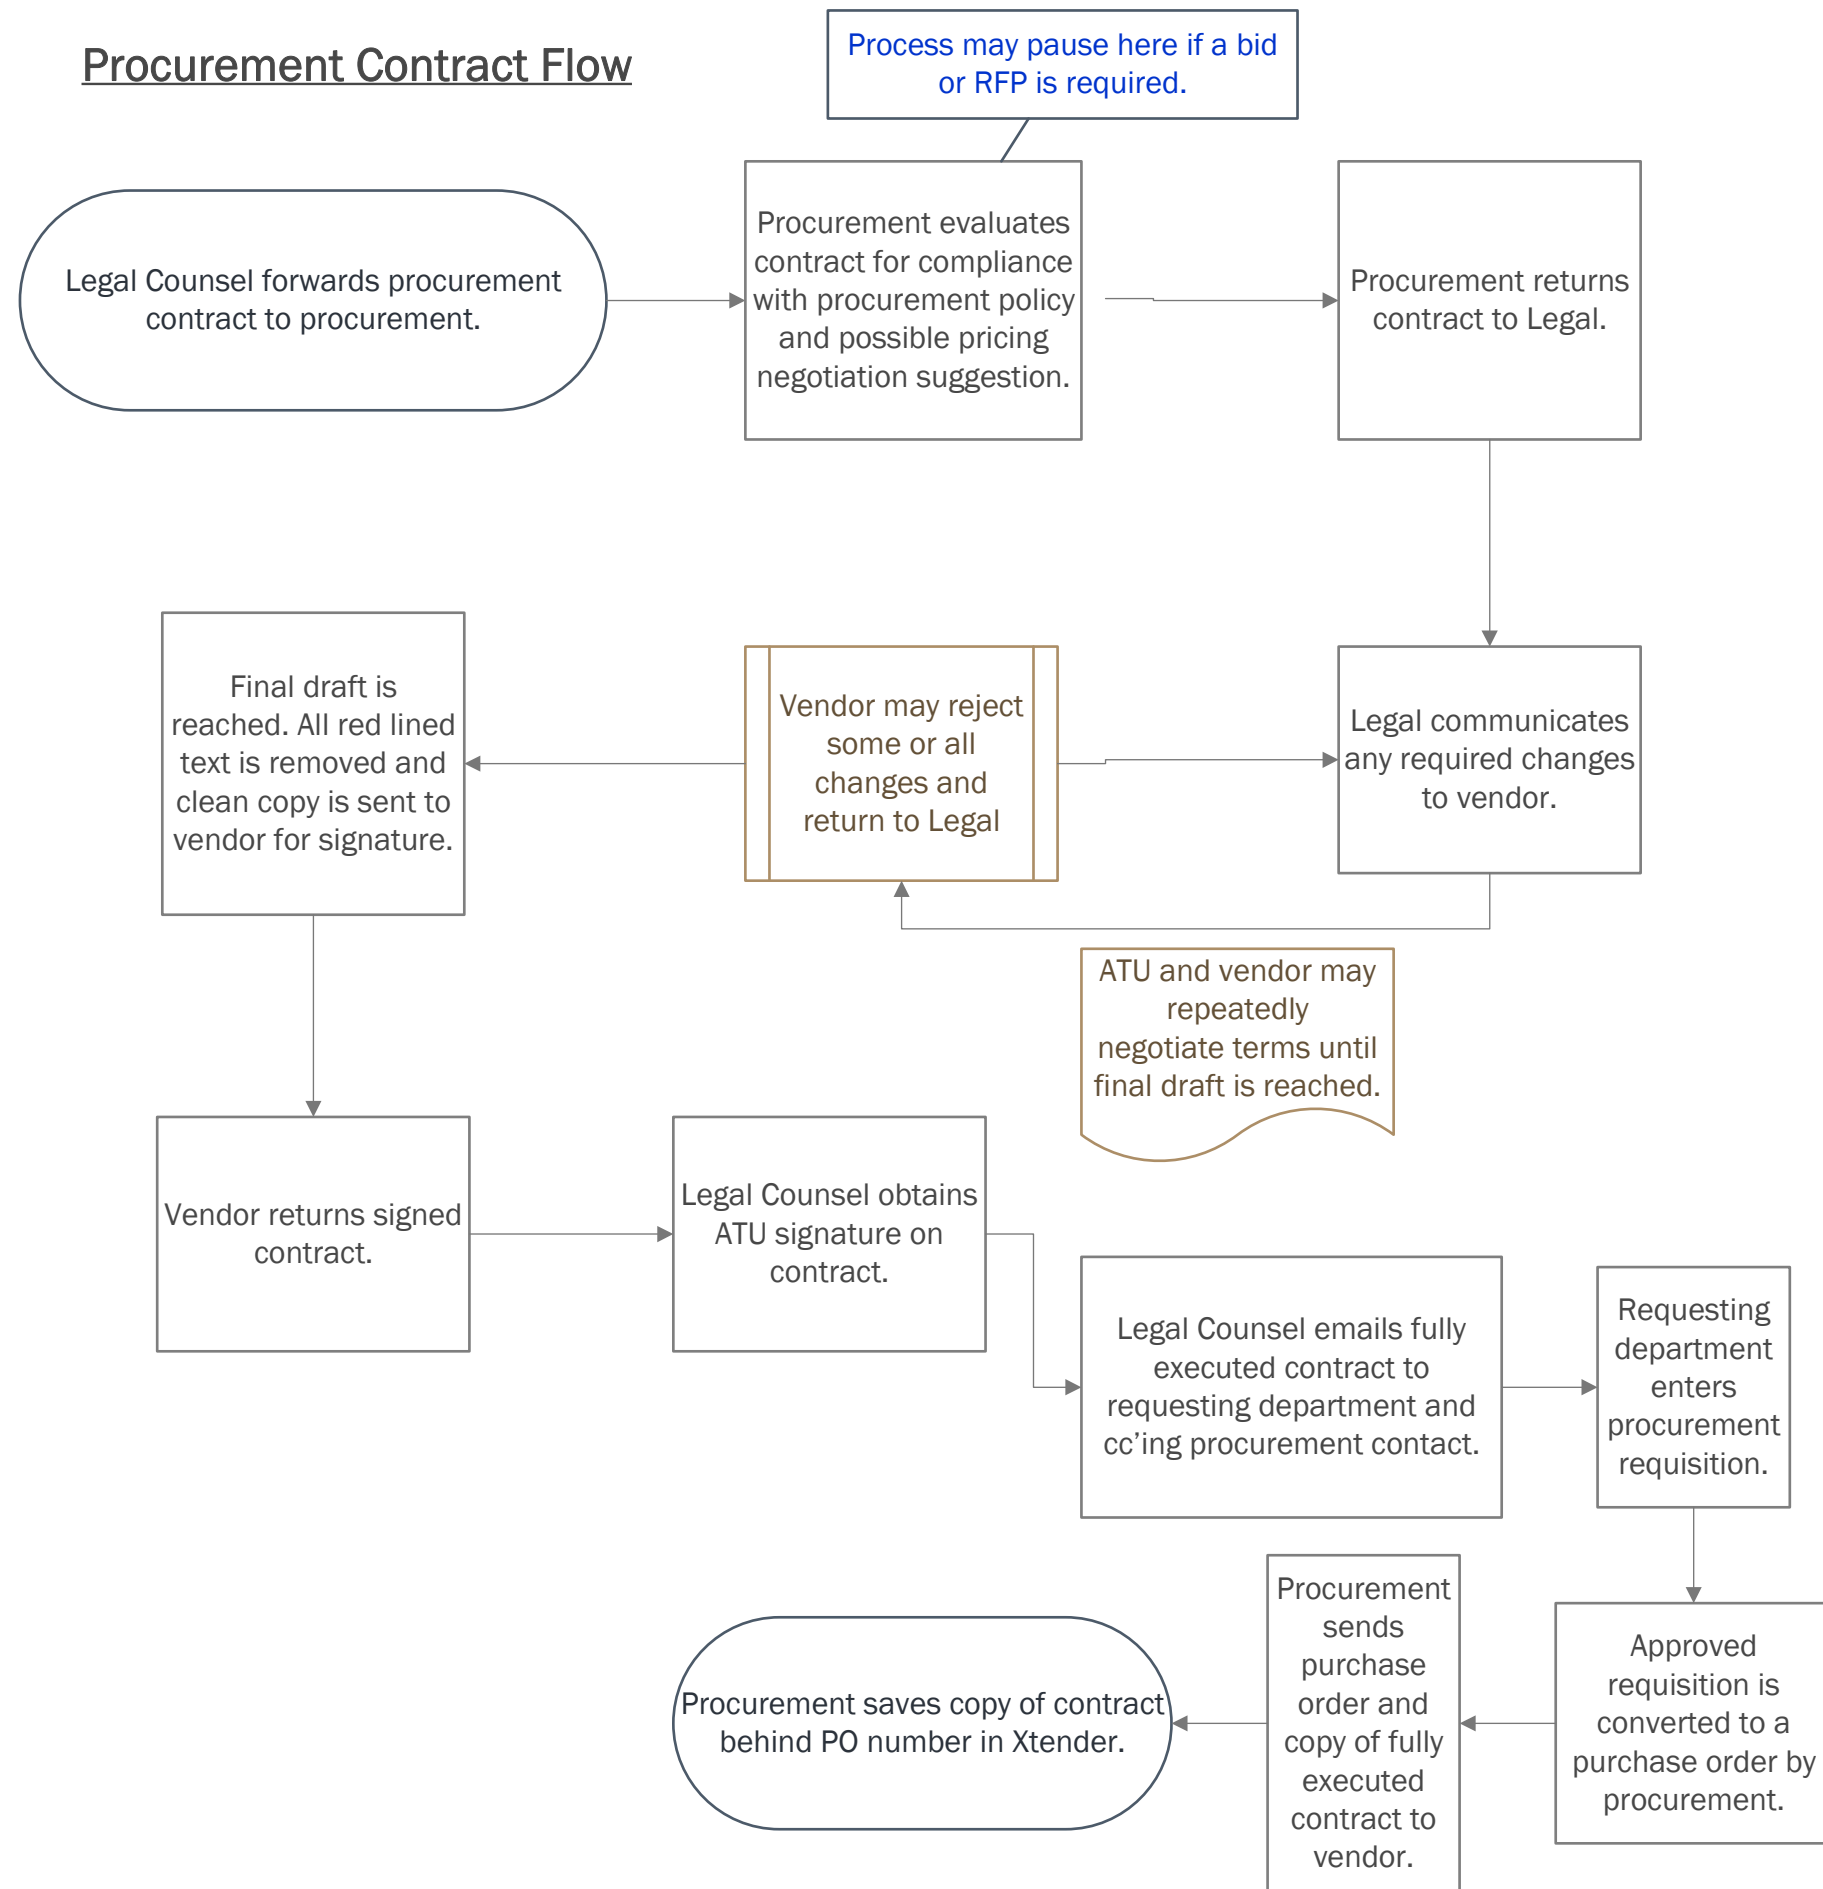 Procurement Contract Flow
Process may pause here if a bid
or RFP is required.
Legal Counsel forwards procurement
contract to procurement.
Procurement evaluates
contract for compliance
with procurement policy
and possible pricing
negotiation suggestion.
Procurement returns
contract to Legal.
Legal communicates
any required changes
to vendor.
Vendor may reject
some or all
changes and
return to Legal
ATU and vendor may
repeatedly
negotiate terms until
final draft is reached.
Final draft is
reached. All red lined
text is removed and
clean copy is sent to
vendor for signature.
Vendor returns signed
contract.
Legal Counsel obtains
ATU signature on
contract.
Legal Counsel emails fully
executed contract to
requesting department and
cc’ing procurement contact.
Requesting
department
enters
procurement
requisition.
Approved
requisition is
converted to a
purchase order by
procurement.
Procurement
sends
purchase
order and
copy of fully
executed
contract to
vendor.
Procurement saves copy of contract
behind PO number in Xtender.